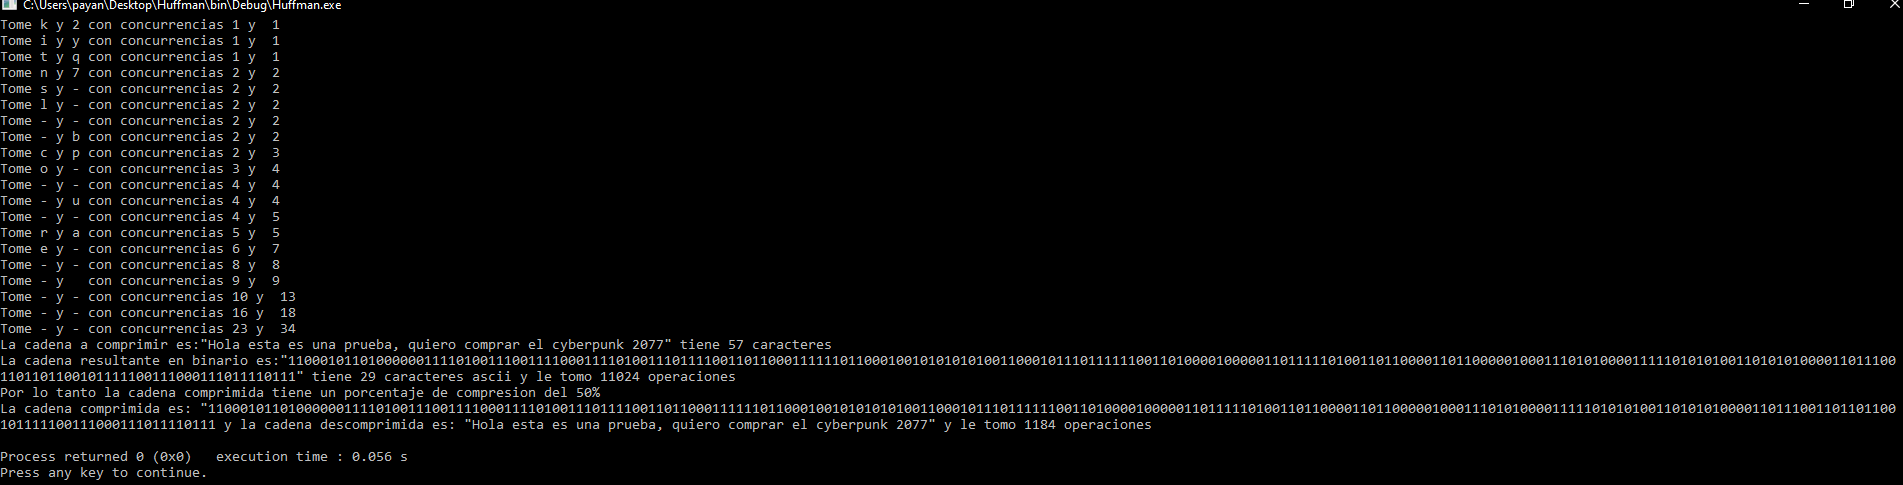 C:\Users\payan\Desktop\Huffman\bin\Debug\Huffman.exe
Tome k y 2 con concurrencias 1 y  1
Tome i y y con concurrencias 1 y  1
Tome t y q con concurrencias 1 y  1
Tome n y 7 con concurrencias 2 y  2
Tome s y - con concurrencias 2 y  2
Tome l y - con concurrencias 2 y  2
Tome - y - con concurrencias 2 y  2
Tome - y b con concurrencias 2 y  2
Tome c y p con concurrencias 2 y  3
Tome o y - con concurrencias 3 y  4
Tome - y - con concurrencias 4 y  4
Tome - y u con concurrencias 4 y  4
Tome - y - con concurrencias 4 y  5
Tome r y a con concurrencias 5 y  5
Tome e y - con concurrencias 6 y  7
Tome - y - con concurrencias 8 y  8
Tome - y   con concurrencias 9 y  9
Tome - y - con concurrencias 10 y  13
Tome - y - con concurrencias 16 y  18
Tome - y - con concurrencias 23 y  34
La cadena a comprimir es:"Hola esta es una prueba, quiero comprar el cyberpunk 2077" tiene 57 caracteres
La cadena resultante en binario es:
" tiene 29 caracteres ascii y le tomo 11024 operaciones
Por lo tanto la cadena comprimida tiene un porcentaje de compresion del 50%
La cadena comprimida es:
y la cadena descomprimida es: "Hola esta es una prueba, quiero comprar el cyberpunk 2077" y le tomo 1184 operaciones
Process returned 0 (0x0)   execution time : 0.056 s
Press any key to continue.